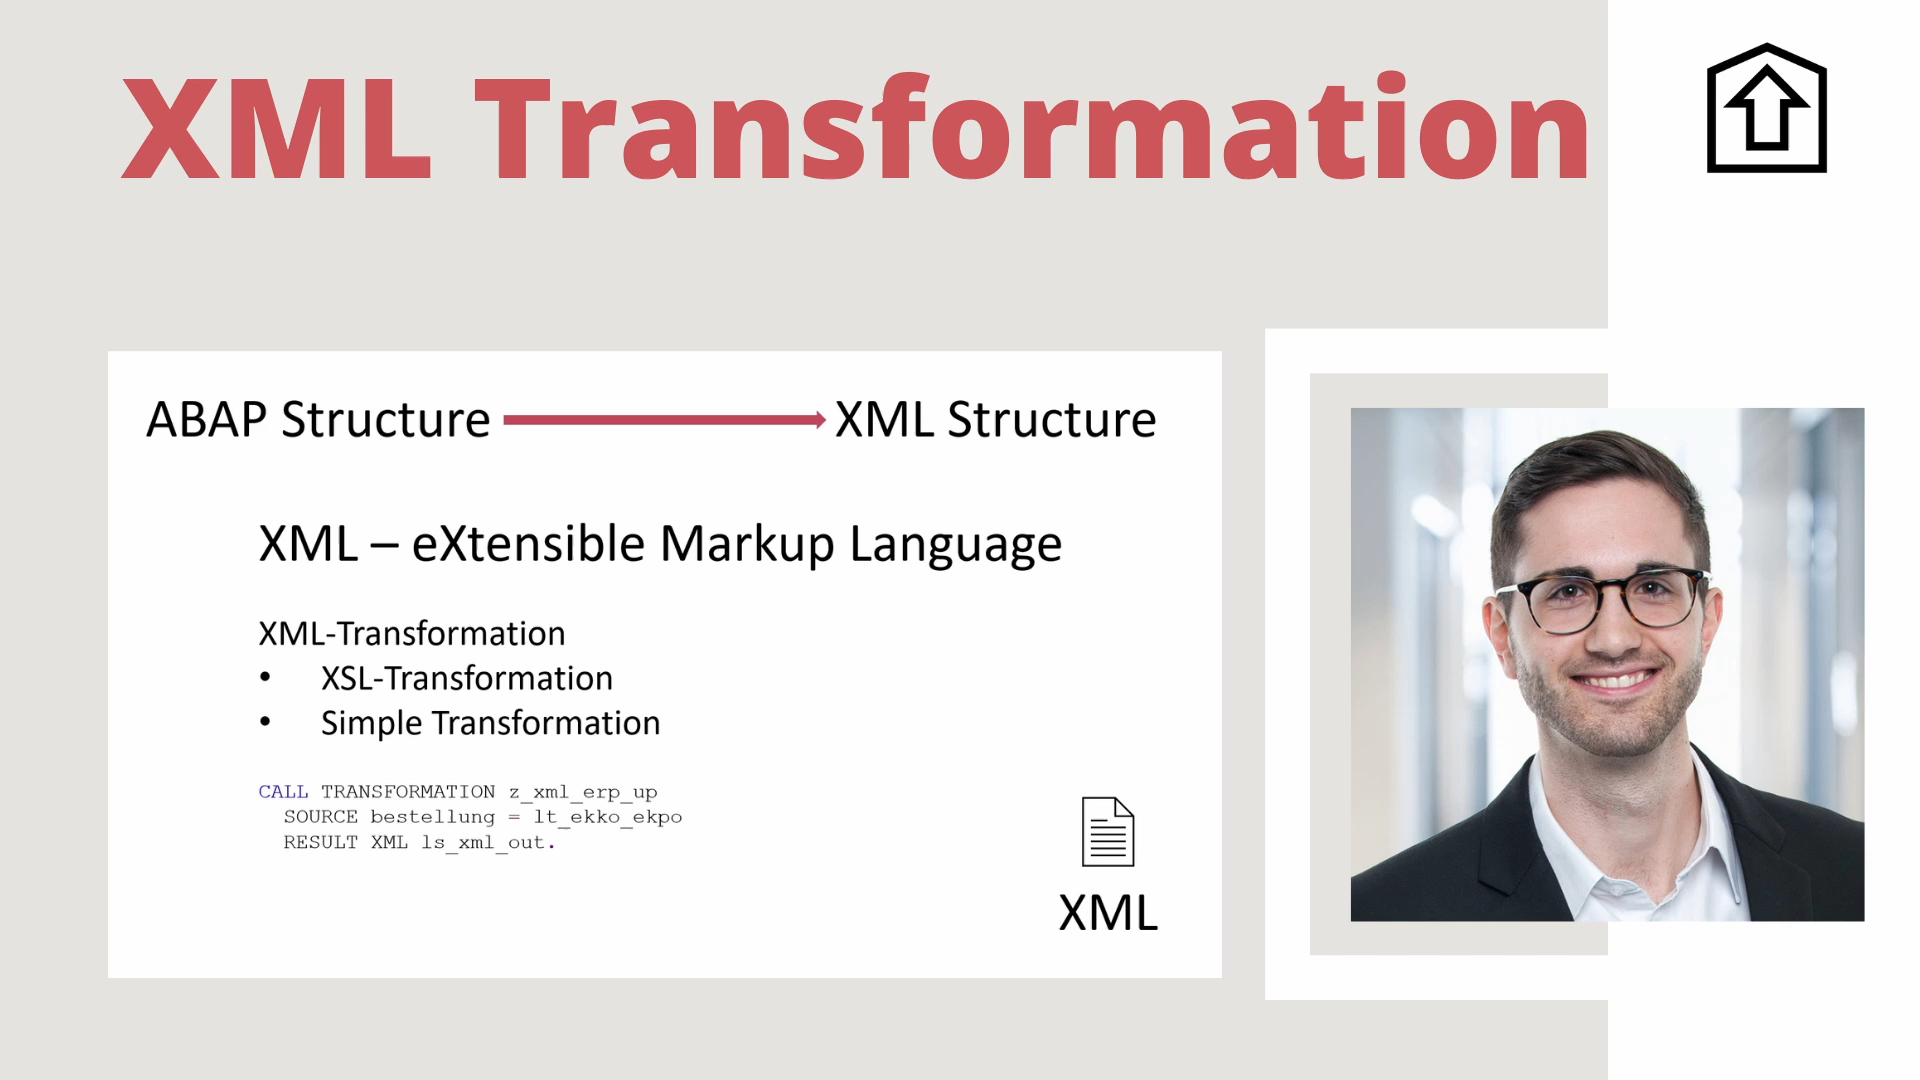 XML Transformation
ABAP Structure XML Structure
XML – eXtensible Markup Language
XML-Transformation
• XSL-Transformation
• Simple Transformation
CALL TRANSFORMATION z_xml_erp_up
SOURCE bestellung = lt_ekko_ekpo
RESULT XML ls_xml_out.
XML